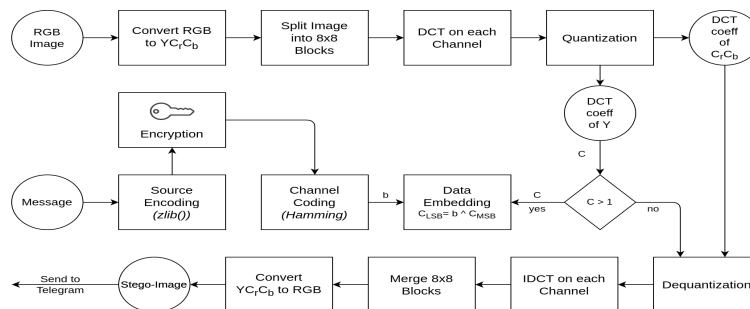 RGB
Image
Convert RGB
to YCrCb
Split Image
into 8x8
Blocks
DCT on each
Channel
Quantization
DCT
coeff
of
CrCb
Encryption
DCT
coeff
of Y
C
Message
Source
Encoding
(zlib())
Channel
Coding
(Hamming)
b
Data
Embedding
CLSB= b ^ CMSB
C
yes
C > 1
no
Send to
Telegram
Stego-Image
Convert
YCrCb to RGB
Merge 8x8
Blocks
IDCT on each
Channel
Dequantization